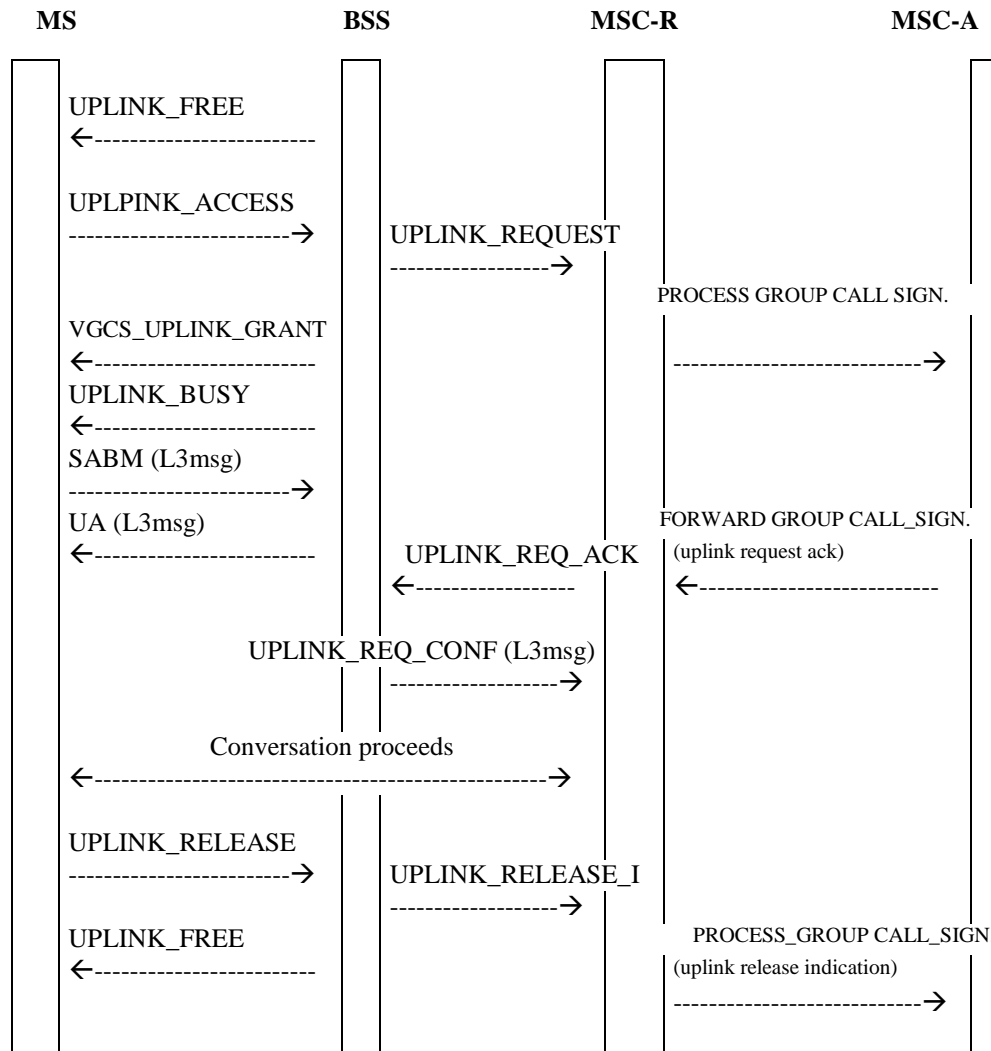 MS BSS MSC-R MSC-A
UPLINK_FREE
UPLPINK_ACCESS
UPLINK_REQUEST
PROCESS GROUP CALL SIGN.
VGCS_UPLINK_GRANT
UPLINK_BUSY
SABM (L3msg)
UA (L3msg)
FORWARD GROUP CALL_SIGN.
(uplink request ack)
UPLINK_REQ_ACK
UPLINK_REQ_CONF (L3msg)
Conversation proceeds
UPLINK_RELEASE
UPLINK_RELEASE_I
UPLINK_FREE
PROCESS_GROUP CALL_SIGN
(uplink release indication)